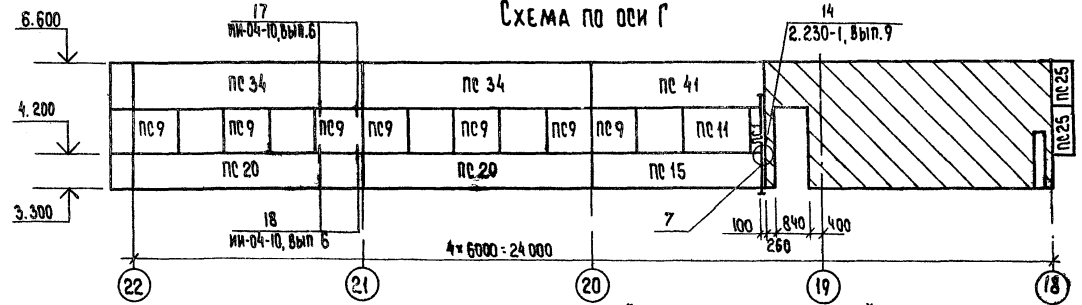 Схема по оси Г
6.600
17
ИИ-04-10, Вып.6
14
2.230-1, Вып.9
ПС 34
ПС 34
ПС 41
ПС 25
4.200
ПС 9
ПС 9
ПС 9
ПС 9
ПС 9
ПС 9
ПС 9
ПС 11
ПС 1
ПС 25
ПС 20
ПС 20
ПС 15
3.300
18
ИИ-04-10, Вып 6
7
100
840
400
260
4×6000=24000
22
21
20
19
18